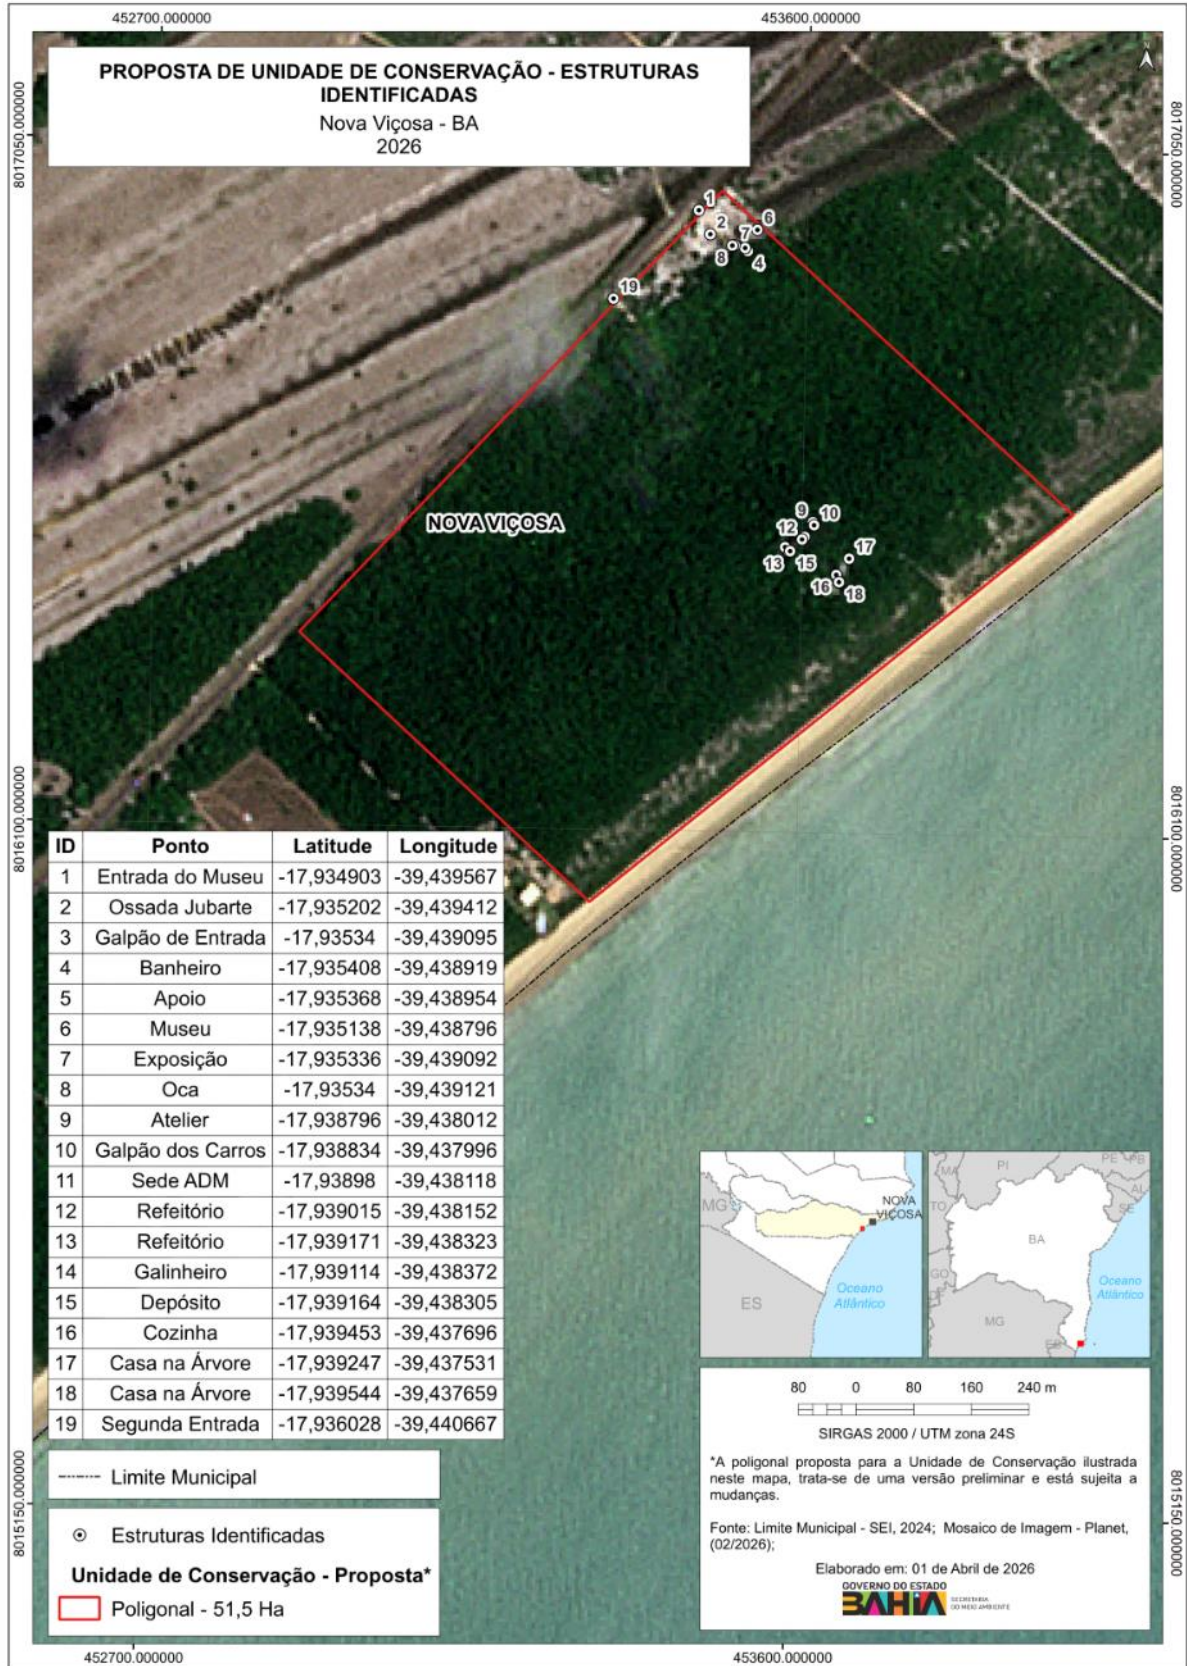 452700.000000
453600.000000
PROPOSTA DE UNIDADE DE CONSERVAÇÃO - ESTRUTURAS
IDENTIFICADAS
Nova Viçosa - BA
2026
N
8017050.000000
8017050.000000
1
2
6
7
8
4
19
NOVA VIÇOSA
9
10
12
13
15
17
16
18
8016100.000000
8016100.000000
ID Ponto Latitude Longitude
1 Entrada do Museu -17,934903 -39,439567
2 Ossada Jubarte -17,935202 -39,439412
3 Galpão de Entrada -17,93534 -39,439095
4 Banheiro -17,935408 -39,438919
5 Apoio -17,935368 -39,438954
6 Museu -17,935138 -39,438796
7 Exposição -17,935336 -39,439092
8 Oca -17,93534 -39,439121
9 Atelier -17,938796 -39,438012
10 Galpão dos Carros -17,938834 -39,437996
11 Sede ADM -17,93898 -39,438118
12 Refeitório -17,939015 -39,438152
13 Refeitório -17,939171 -39,438323
14 Galinheiro -17,939114 -39,438372
15 Depósito -17,939164 -39,438305
16 Cozinha -17,939453 -39,437696
17 Casa na Árvore -17,939247 -39,437531
18 Casa na Árvore -17,939544 -39,437659
19 Segunda Entrada -17,936028 -39,440667
MG
NOVA
VIÇOSA
ES
Oceano
Atlântico
MA
PI
PE
PB
AL
SE
TO
BA
GO
MG
ES
Oceano
Atlântico
80 0 80 160 240 m
SIRGAS 2000 / UTM zona 24S
*A poligonal proposta para a Unidade de Conservação ilustrada
neste mapa, trata-se de uma versão preliminar e está sujeita a
mudanças.
Fonte: Limite Municipal - SEI, 2024; Mosaico de Imagem - Planet,
(02/2026);
Elaborado em: 01 de Abril de 2026
GOVERNO DO ESTADO
BAHIA
SECRETARIA
DO MEIO AMBIENTE
Limite Municipal
Estruturas Identificadas
Unidade de Conservação - Proposta*
Poligonal - 51,5 Ha
8015150.000000
8015150.000000
452700.000000
453600.000000